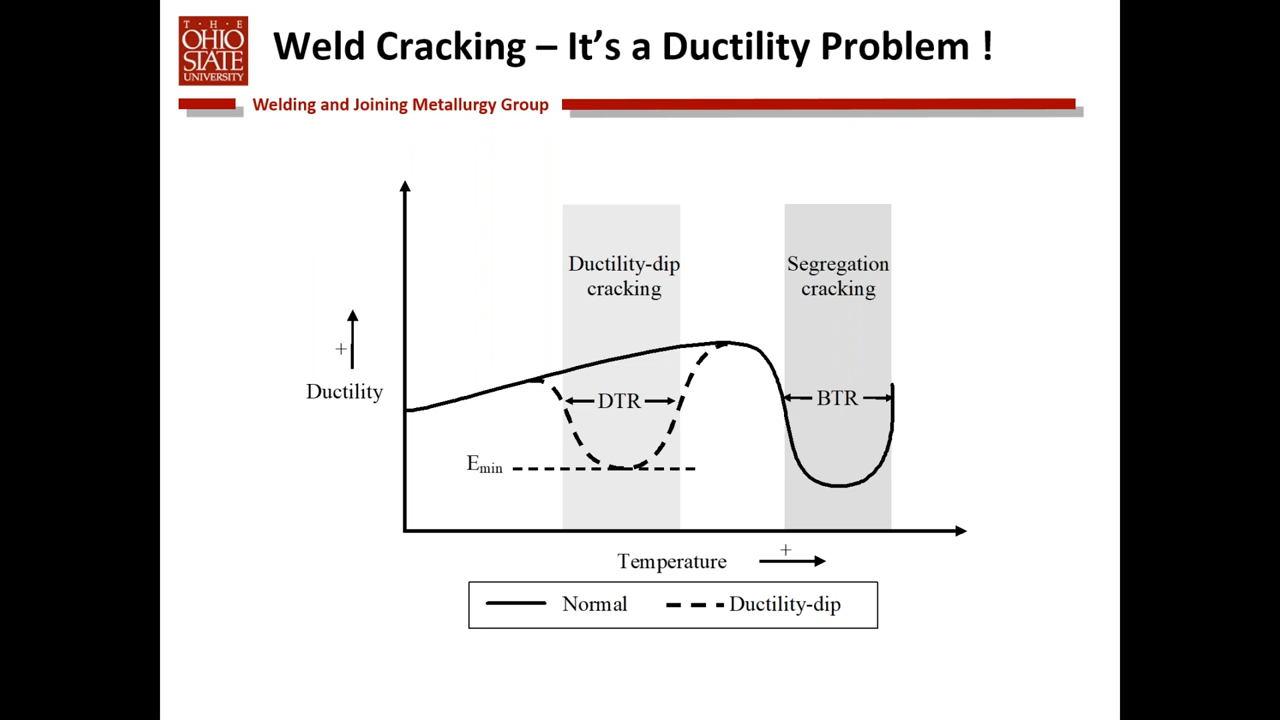 T · H · E
OHIO
STATE
UNIVERSITY
Weld Cracking – It's a Ductility Problem !
Welding and Joining Metallurgy Group
Ductility-dip
cracking
Segregation
cracking
+
Ductility
DTR
BTR
Emin
+
Temperature
Normal
Ductility-dip